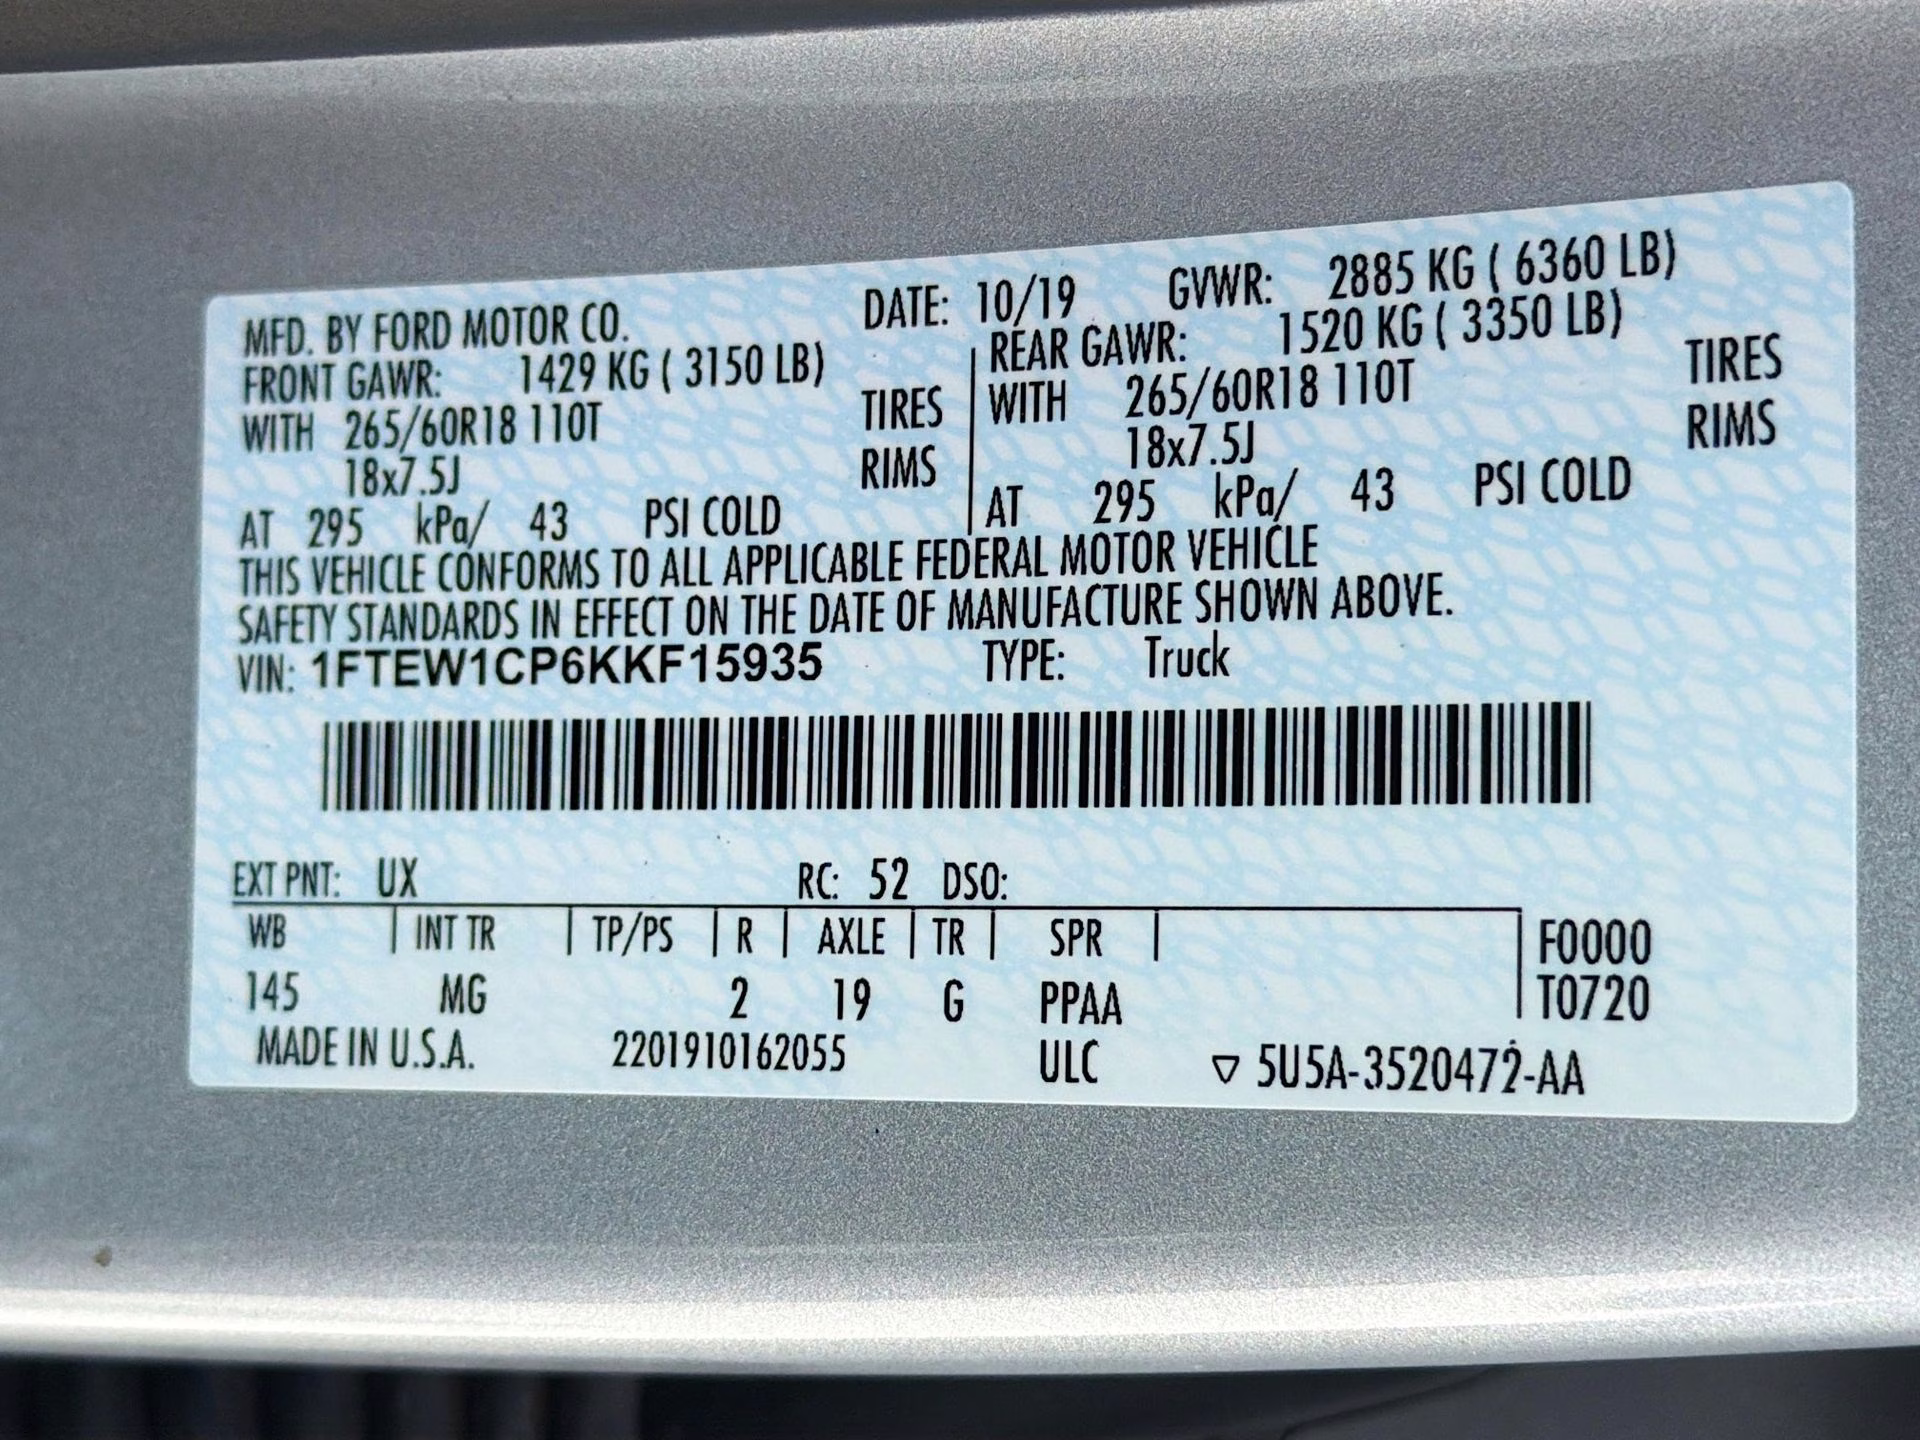 MFD. BY FORD MOTOR CO. DATE: 10/19 GVWR: 2885 KG ( 6360 LB)
FRONT GAWR: 1429 KG ( 3150 LB) REAR GAWR: 1520 KG ( 3350 LB)
WITH 265/60R18 110T TIRES WITH 265/60R18 110T TIRES
18x7.5J RIMS 18x7.5J RIMS
AT 295 kPa/ 43 PSI COLD AT 295 kPa/ 43 PSI COLD
THIS VEHICLE CONFORMS TO ALL APPLICABLE FEDERAL MOTOR VEHICLE
SAFETY STANDARDS IN EFFECT ON THE DATE OF MANUFACTURE SHOWN ABOVE.
VIN: 1FTEW1CP6KKF15935 TYPE: Truck
EXT PNT: UX RC: 52 DSO:
WB INT TR TP/PS R AXLE TR SPR F0000
145 MG 2 19 G PPAA T0720
MADE IN U.S.A. 2201910162055 ULC ▽ 5U5A-3520472-AA